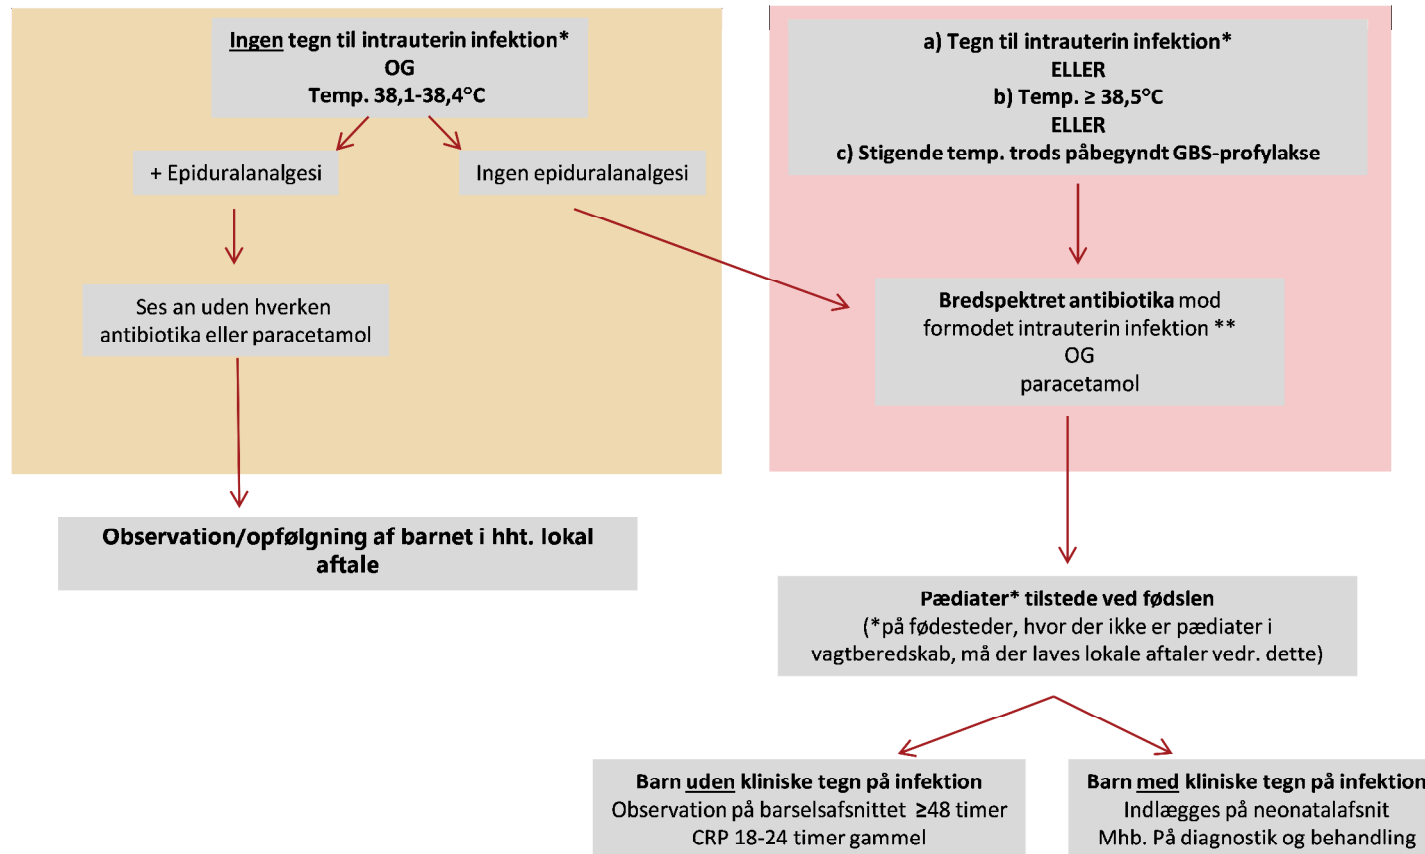 Ingen tegn til intrauterin infektion*
OG
Temp. 38,1-38,4°C
+ Epiduralanalgesi
Ingen epiduralanalgesi
Ses an uden hverken
antibiotika eller paracetamol
Observation/opfølgning af barnet i hht. lokal
aftale
a) Tegn til intrauterin infektion*
ELLER
b) Temp. ≥ 38,5°C
ELLER
c) Stigende temp. trods påbegyndt GBS-profylakse
Bredspektret antibiotika mod
formodet intrauterin infektion **
OG
paracetamol
Pædiater* tilstede ved fødslen
(*på fødesteder, hvor der ikke er pædiater i
vagtberedskab, må der laves lokale aftaler vedr. dette)
Barn uden kliniske tegn på infektion
Observation på barselsafsnittet ≥48 timer
CRP 18-24 timer gammel
Barn med kliniske tegn på infektion
Indlægges på neonatalafsnit
Mhb. På diagnostik og behandling